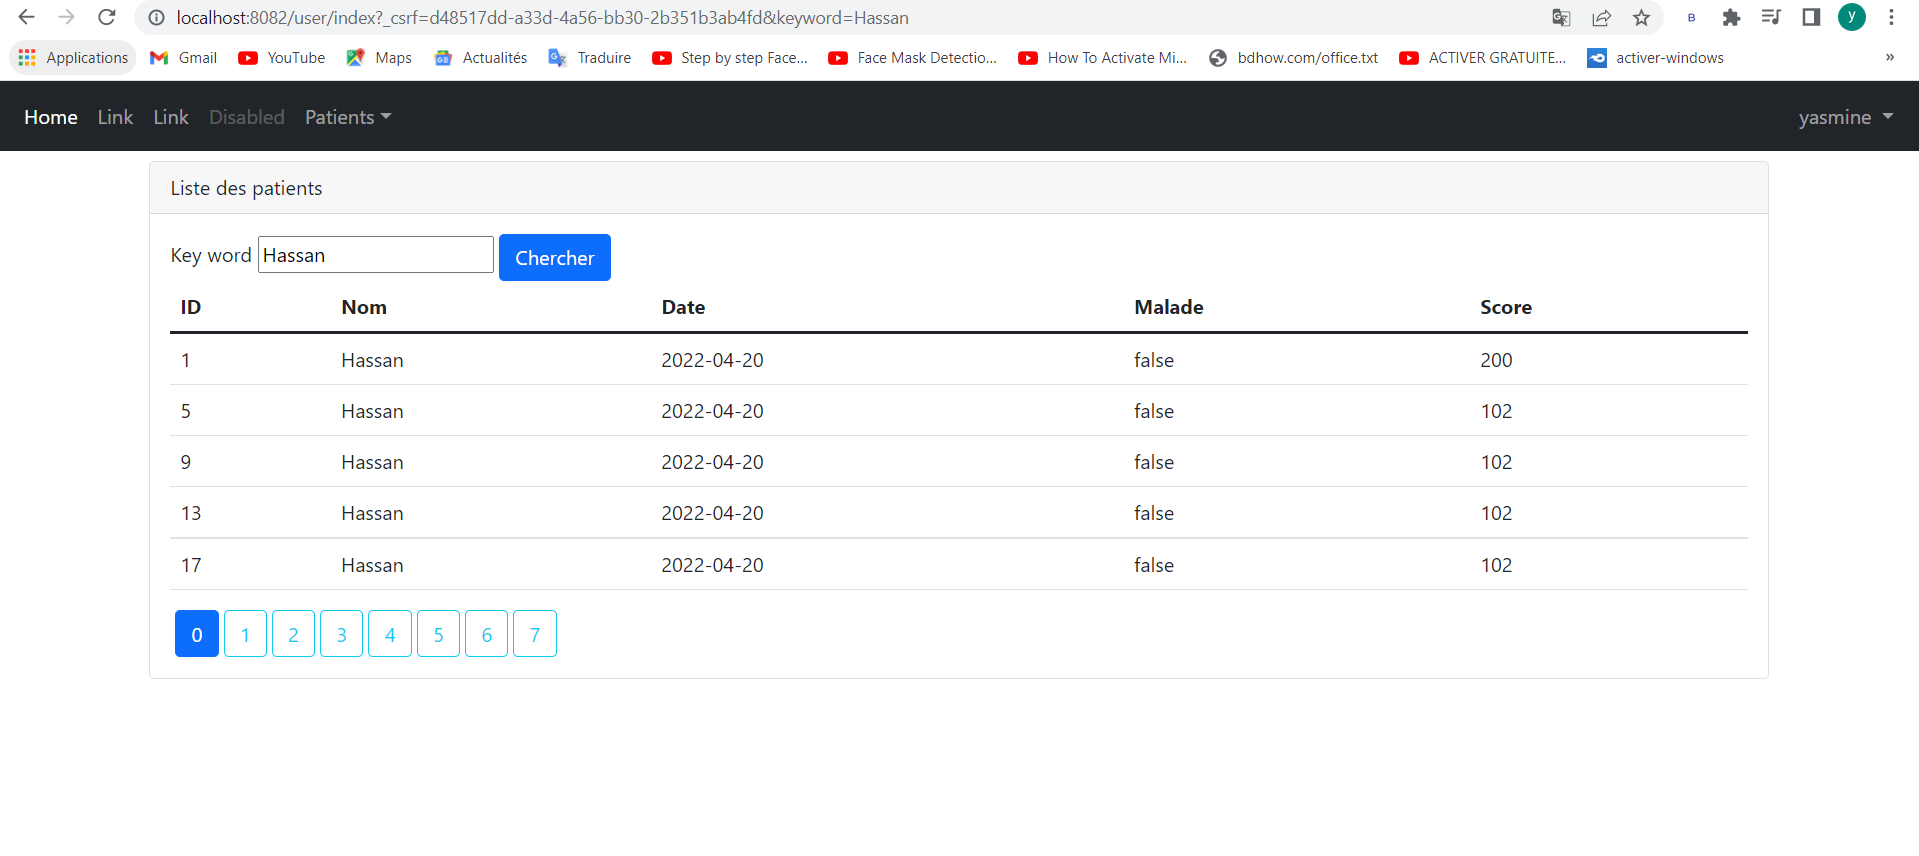 localhost:8082/user/index?_csrf=d48517dd-a33d-4a56-bb30-2b351b3ab4fd&keyword=Hassan B y
Applications Gmail YouTube Maps Actualités Traduire Step by step Face... Face Mask Detectio... How To Activate Mi... bdhow.com/office.txt ACTIVER GRATUITE... activer-windows »
Home Link Link Disabled Patients yasmine
Liste des patients
Key word Hassan Chercher
ID Nom Date Malade Score
1 Hassan 2022-04-20 false 200
5 Hassan 2022-04-20 false 102
9 Hassan 2022-04-20 false 102
13 Hassan 2022-04-20 false 102
17 Hassan 2022-04-20 false 102
0 1 2 3 4 5 6 7